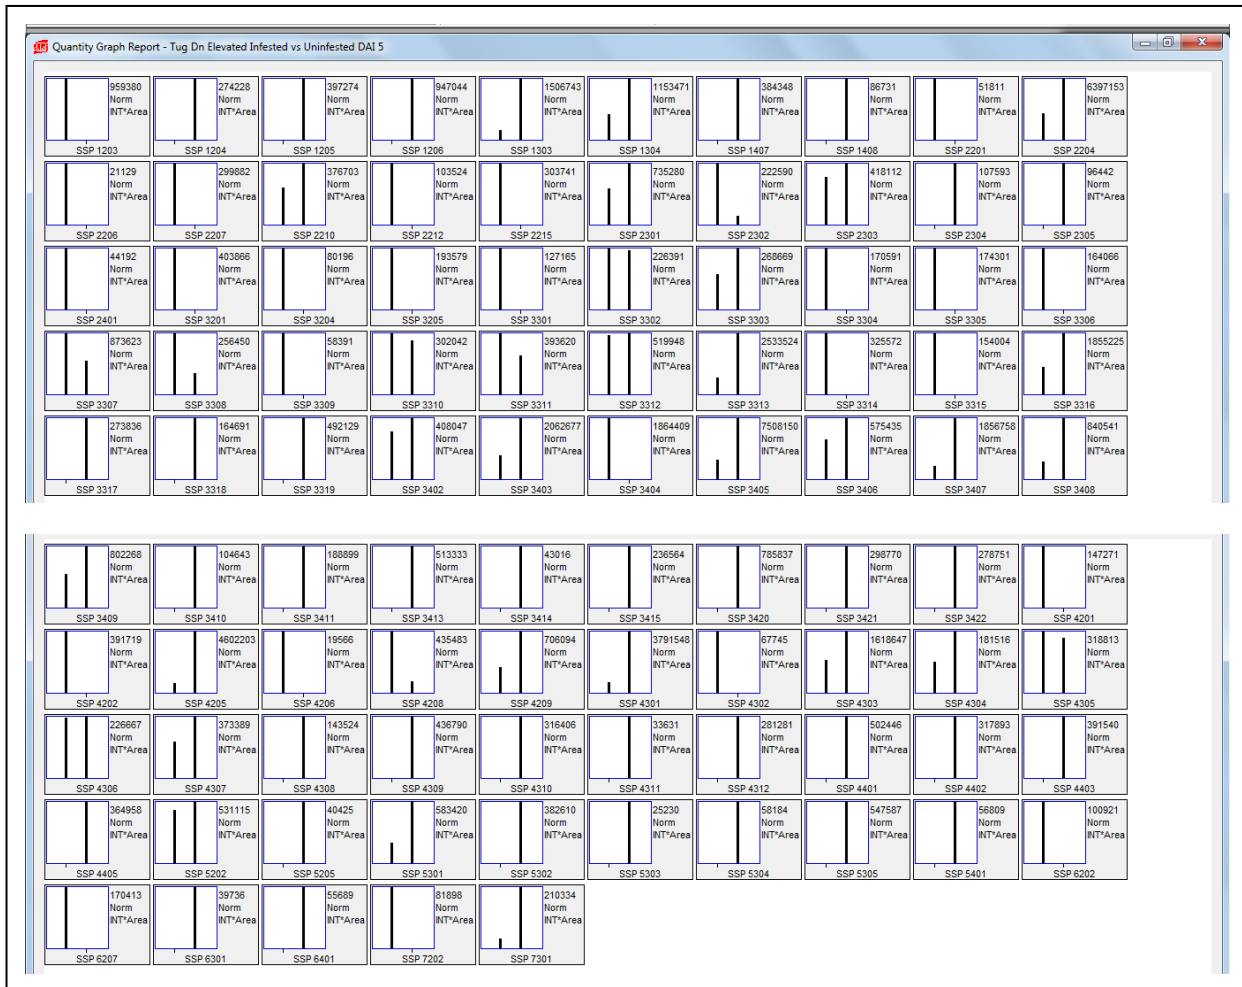 Quantity Graph Report - Tug Dn Elevated Infested vs Uninfested DAI 5
959380 Norm INT*Area SSP 1203
274228 Norm INT*Area SSP 1204
397274 Norm INT*Area SSP 1205
947044 Norm INT*Area SSP 1206
1506743 Norm INT*Area SSP 1303
1153471 Norm INT*Area SSP 1304
384348 Norm INT*Area SSP 1407
86731 Norm INT*Area SSP 1408
51811 Norm INT*Area SSP 2201
6397153 Norm INT*Area SSP 2204
21129 Norm INT*Area SSP 2206
299882 Norm INT*Area SSP 2207
376703 Norm INT*Area SSP 2210
103524 Norm INT*Area SSP 2212
303741 Norm INT*Area SSP 2215
735280 Norm INT*Area SSP 2301
222590 Norm INT*Area SSP 2302
418112 Norm INT*Area SSP 2303
107593 Norm INT*Area SSP 2304
96442 Norm INT*Area SSP 2305
44192 Norm INT*Area SSP 2401
403866 Norm INT*Area SSP 3201
80196 Norm INT*Area SSP 3204
193579 Norm INT*Area SSP 3205
127165 Norm INT*Area SSP 3301
226391 Norm INT*Area SSP 3302
268669 Norm INT*Area SSP 3303
170591 Norm INT*Area SSP 3304
174301 Norm INT*Area SSP 3305
164066 Norm INT*Area SSP 3306
873623 Norm INT*Area SSP 3307
256450 Norm INT*Area SSP 3308
58391 Norm INT*Area SSP 3309
302042 Norm INT*Area SSP 3310
393620 Norm INT*Area SSP 3311
519948 Norm INT*Area SSP 3312
2533524 Norm INT*Area SSP 3313
325572 Norm INT*Area SSP 3314
154004 Norm INT*Area SSP 3315
1855225 Norm INT*Area SSP 3316
273836 Norm INT*Area SSP 3317
164691 Norm INT*Area SSP 3318
492129 Norm INT*Area SSP 3319
408047 Norm INT*Area SSP 3402
2062677 Norm INT*Area SSP 3403
1864409 Norm INT*Area SSP 3404
7508150 Norm INT*Area SSP 3405
575435 Norm INT*Area SSP 3406
1856758 Norm INT*Area SSP 3407
840541 Norm INT*Area SSP 3408
802268 Norm INT*Area SSP 3409
104643 Norm INT*Area SSP 3410
188899 Norm INT*Area SSP 3411
513333 Norm INT*Area SSP 3413
43016 Norm INT*Area SSP 3414
236564 Norm INT*Area SSP 3415
785837 Norm INT*Area SSP 3420
298770 Norm INT*Area SSP 3421
278751 Norm INT*Area SSP 3422
147271 Norm INT*Area SSP 4201
391719 Norm INT*Area SSP 4202
4602203 Norm INT*Area SSP 4205
19566 Norm INT*Area SSP 4206
435483 Norm INT*Area SSP 4208
706094 Norm INT*Area SSP 4209
3791548 Norm INT*Area SSP 4301
67745 Norm INT*Area SSP 4302
1618647 Norm INT*Area SSP 4303
181516 Norm INT*Area SSP 4304
318813 Norm INT*Area SSP 4305
226667 Norm INT*Area SSP 4306
373389 Norm INT*Area SSP 4307
143524 Norm INT*Area SSP 4308
436790 Norm INT*Area SSP 4309
316406 Norm INT*Area SSP 4310
33631 Norm INT*Area SSP 4311
281281 Norm INT*Area SSP 4312
502446 Norm INT*Area SSP 4401
317893 Norm INT*Area SSP 4402
391540 Norm INT*Area SSP 4403
364958 Norm INT*Area SSP 4405
531115 Norm INT*Area SSP 5202
40425 Norm INT*Area SSP 5205
583420 Norm INT*Area SSP 5301
382610 Norm INT*Area SSP 5302
25230 Norm INT*Area SSP 5303
58184 Norm INT*Area SSP 5304
547587 Norm INT*Area SSP 5305
56809 Norm INT*Area SSP 5401
100921 Norm INT*Area SSP 6202
170413 Norm INT*Area SSP 6207
39736 Norm INT*Area SSP 6301
55689 Norm INT*Area SSP 6401
81898 Norm INT*Area SSP 7202
210334 Norm INT*Area SSP 7301